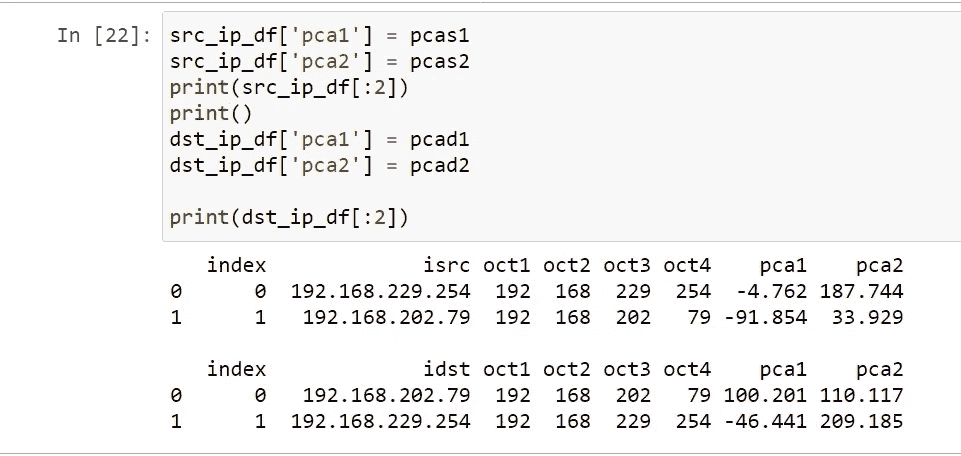 In [22]: src_ip_df['pca1'] = pcas1
src_ip_df['pca2'] = pcas2
print(src_ip_df[:2])
print()
dst_ip_df['pca1'] = pcad1
dst_ip_df['pca2'] = pcad2
print(dst_ip_df[:2])
index isrc oct1 oct2 oct3 oct4 pca1 pca2
0 0 192.168.229.254 192 168 229 254 -4.762 187.744
1 1 192.168.202.79 192 168 202 79 -91.854 33.929
index idst oct1 oct2 oct3 oct4 pca1 pca2
0 0 192.168.202.79 192 168 202 79 100.201 110.117
1 1 192.168.229.254 192 168 229 254 -46.441 209.185